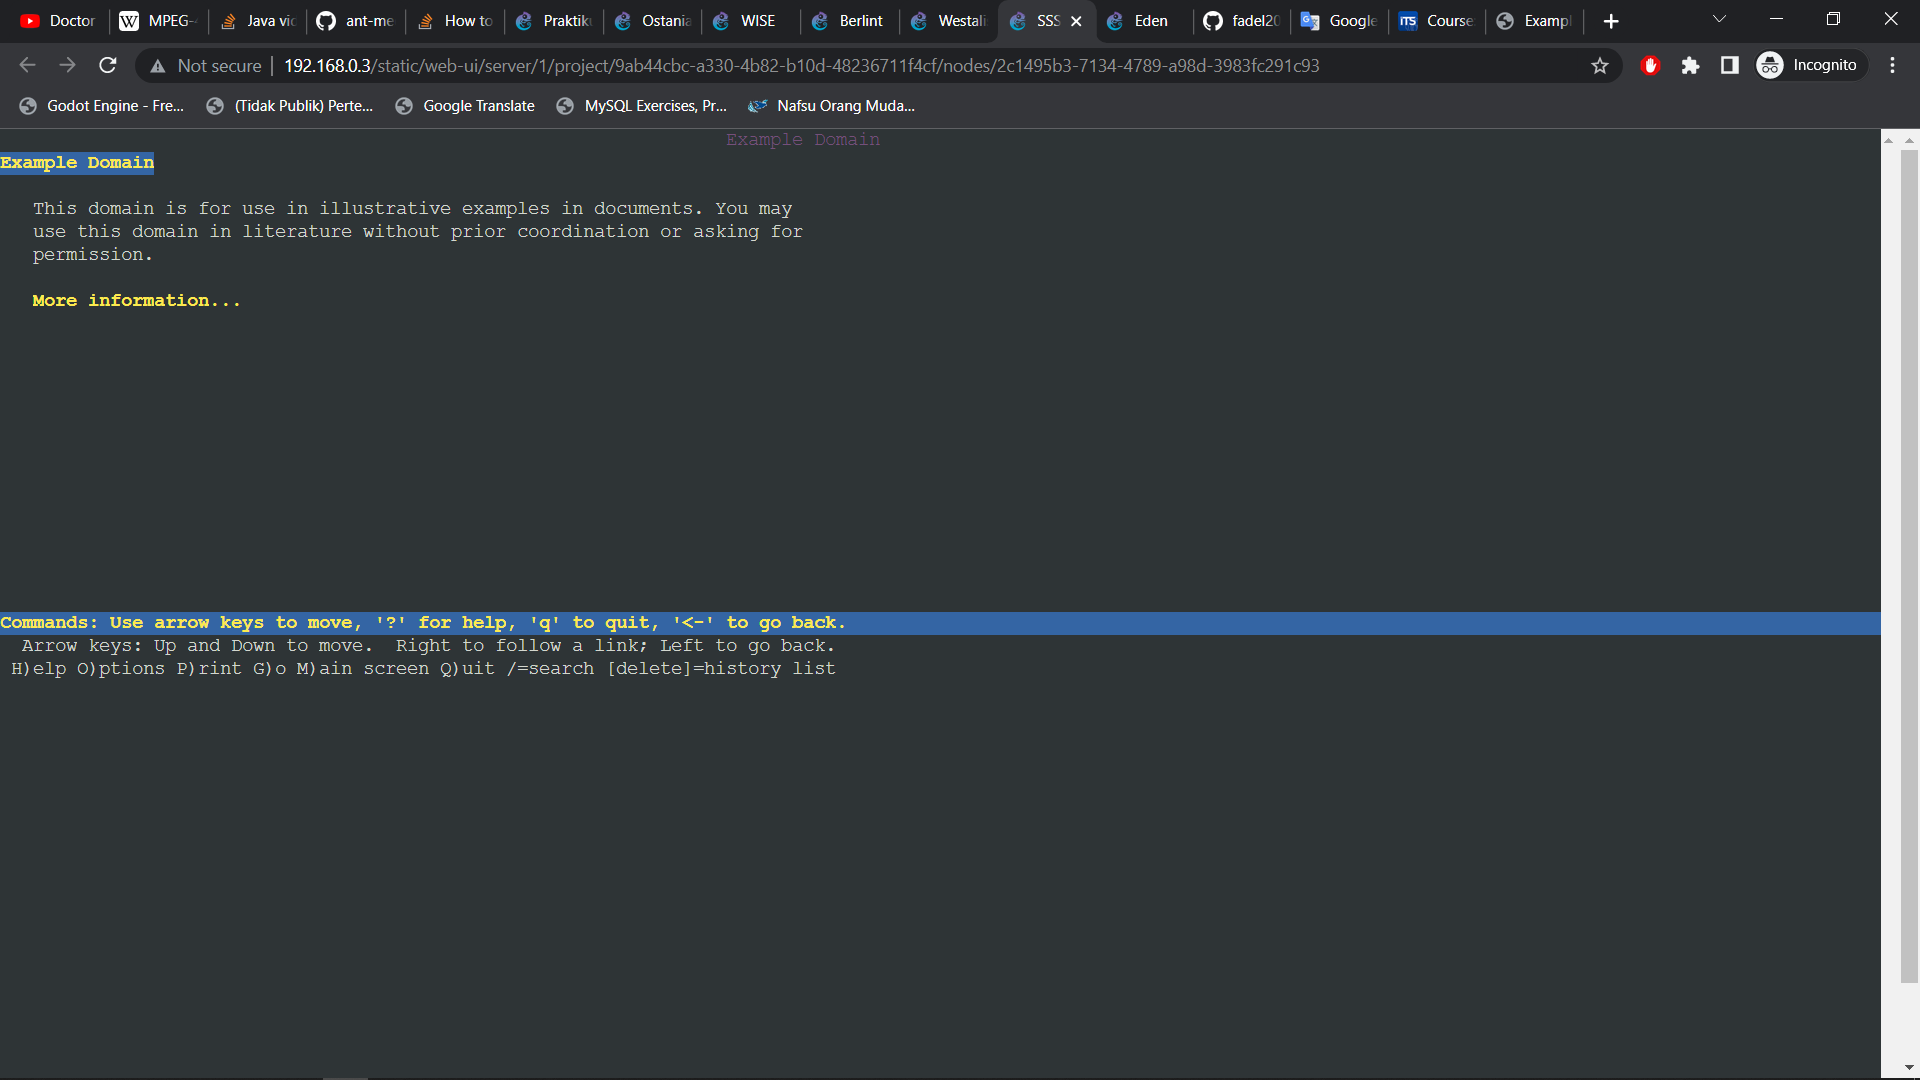 Doctor
MPEG-
Java vid
ant-me
How to
Praktiku
Ostania
WISE
Berlint
Westali
SSS
Eden
fadel20
Google
Course
Exampl
Not secure
192.168.0.3/static/web-ui/server/1/project/9ab44cbc-a330-4b82-b10d-48236711f4cf/nodes/2c1495b3-7134-4789-a98d-3983fc291c93
Incognito
Godot Engine - Fre...
(Tidak Publik) Perte...
Google Translate
MySQL Exercises, Pr...
Nafsu Orang Muda...
Example Domain
Example Domain
This domain is for use in illustrative examples in documents. You may
use this domain in literature without prior coordination or asking for
permission.
More information...
Commands: Use arrow keys to move, '?' for help, 'q' to quit, '<-' to go back.
Arrow keys: Up and Down to move.  Right to follow a link; Left to go back.
H)elp O)ptions P)rint G)o M)ain screen Q)uit /=search [delete]=history list